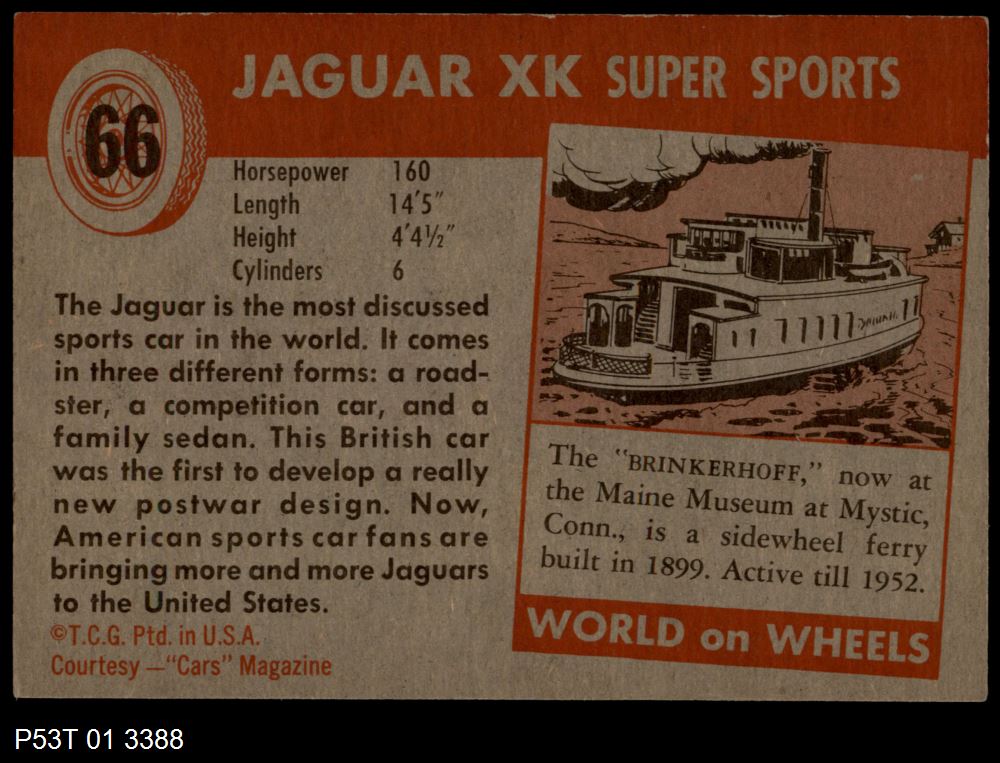 66
JAGUAR XK SUPER SPORTS
Horsepower 160
Length 14'5"
Height 4'4½"
Cylinders 6
The Jaguar is the most discussed
sports car in the world. It comes
in three different forms: a road-
ster, a competition car, and a
family sedan. This British car
was the first to develop a really
new postwar design. Now,
American sports car fans are
bringing more and more Jaguars
to the United States.
©T.C.G. Ptd. in U.S.A.
Courtesy—"Cars" Magazine
The "BRINKERHOFF," now at
the Maine Museum at Mystic,
Conn., is a sidewheel ferry
built in 1899. Active till 1952.
WORLD on WHEELS
P53T 01 3388